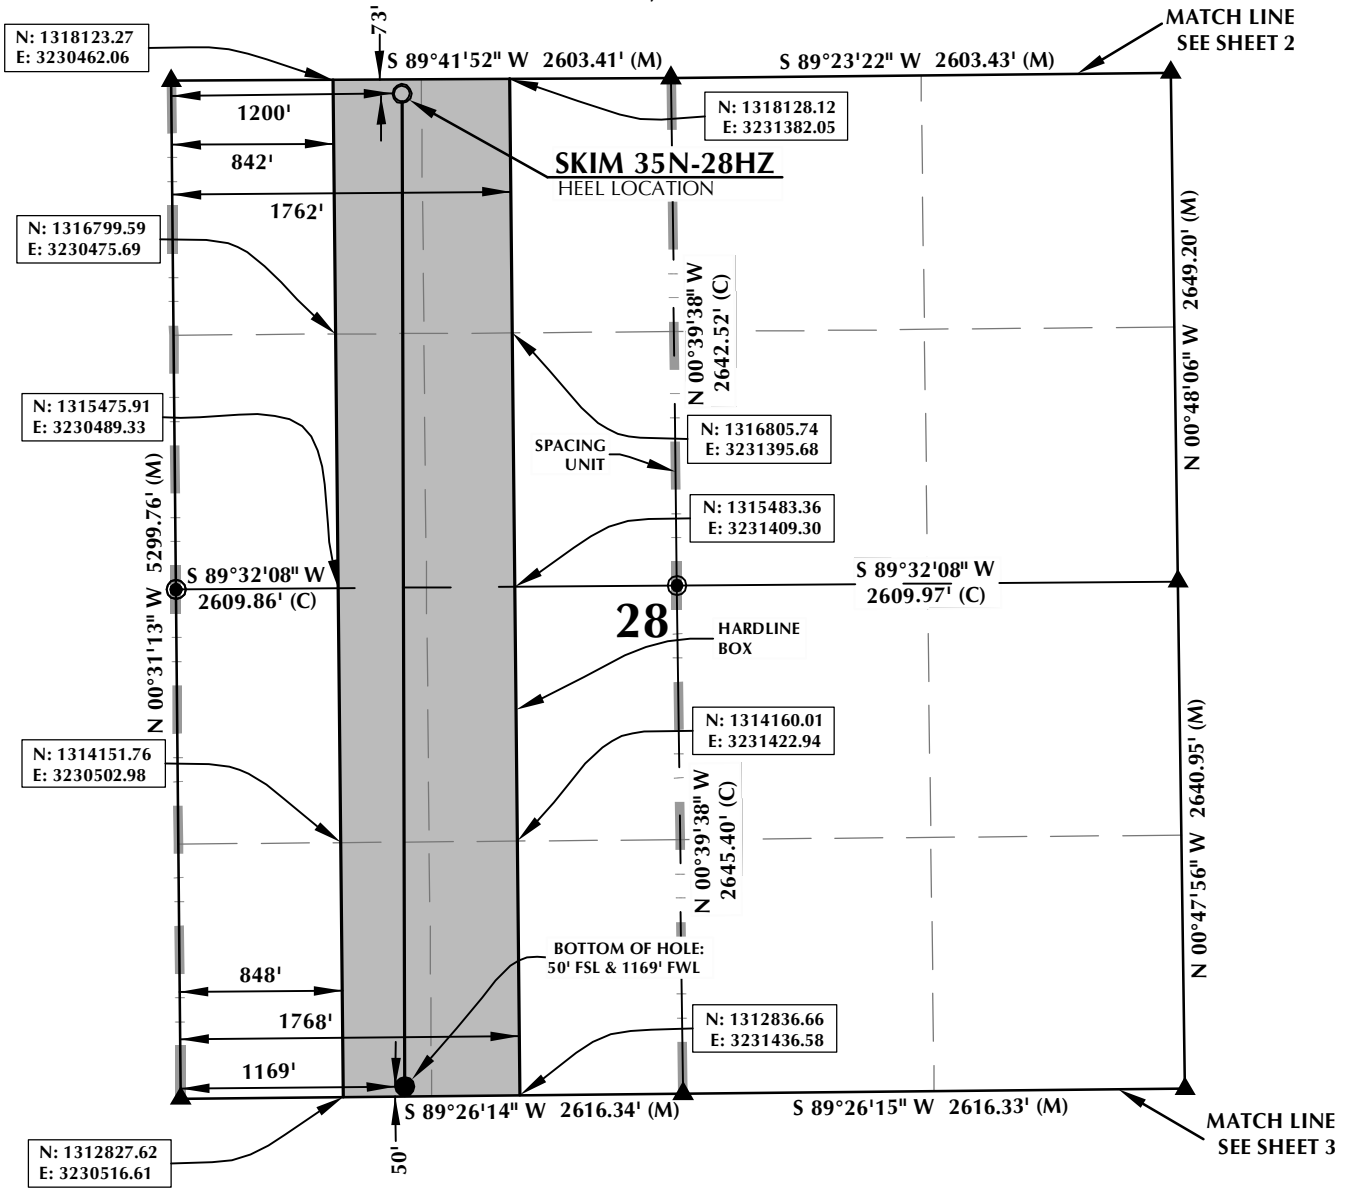 73'
MATCH LINE
SEE SHEET 2
N: 1318123.27
E: 3230462.06
S 89°41'52" W 2603.41' (M)
S 89°23'22" W 2603.43' (M)
1200'
N: 1318128.12
E: 3231382.05
842'
SKIM 35N-28HZ
HEEL LOCATION
1762'
N: 1316799.59
E: 3230475.69
N 00°39'38" W
2642.52' (C)
N 00°48'06" W 2649.20' (M)
N: 1315475.91
E: 3230489.33
N: 1316805.74
E: 3231395.68
SPACING
UNIT
N: 1315483.36
E: 3231409.30
N 00°31'13" W 5299.76' (M)
S 89°32'08" W
2609.86' (C)
S 89°32'08" W
2609.97' (C)
28
HARDLINE
BOX
N: 1314151.76
E: 3230502.98
N: 1314160.01
E: 3231422.94
N 00°39'38" W
2645.40' (C)
N 00°47'56" W 2640.95' (M)
BOTTOM OF HOLE:
50' FSL & 1169' FWL
848'
1768'
N: 1312836.66
E: 3231436.58
1169'
S 89°26'14" W 2616.34' (M)
S 89°26'15" W 2616.33' (M)
MATCH LINE
SEE SHEET 3
50'
N: 1312827.62
E: 3230516.61